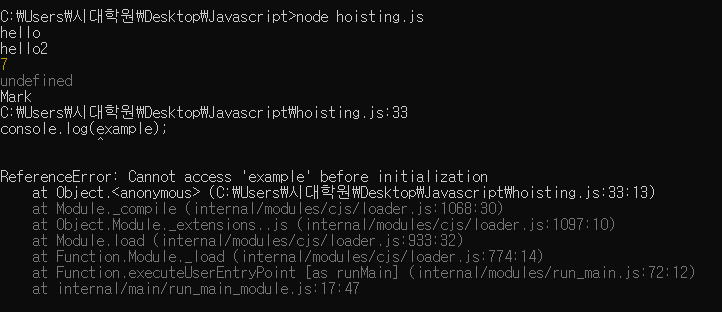 C:₩Users₩시대학원₩Desktop₩Javascript>node hoisting.js
hello
hello2
7
undefined
Mark
C:₩Users₩시대학원₩Desktop₩Javascript₩hoisting.js:33
console.log(example);
^
ReferenceError: Cannot access 'example' before initialization
at Object.<anonymous> (C:₩Users₩시대학원₩Desktop₩Javascript₩hoisting.js:33:13)
at Module._compile (internal/modules/cjs/loader.js:1068:30)
at Object.Module._extensions..js (internal/modules/cjs/loader.js:1097:10)
at Module.load (internal/modules/cjs/loader.js:933:32)
at Function.Module._load (internal/modules/cjs/loader.js:774:14)
at Function.executeUserEntryPoint [as runMain] (internal/modules/run_main.js:72:12)
at internal/main/run_main_module.js:17:47